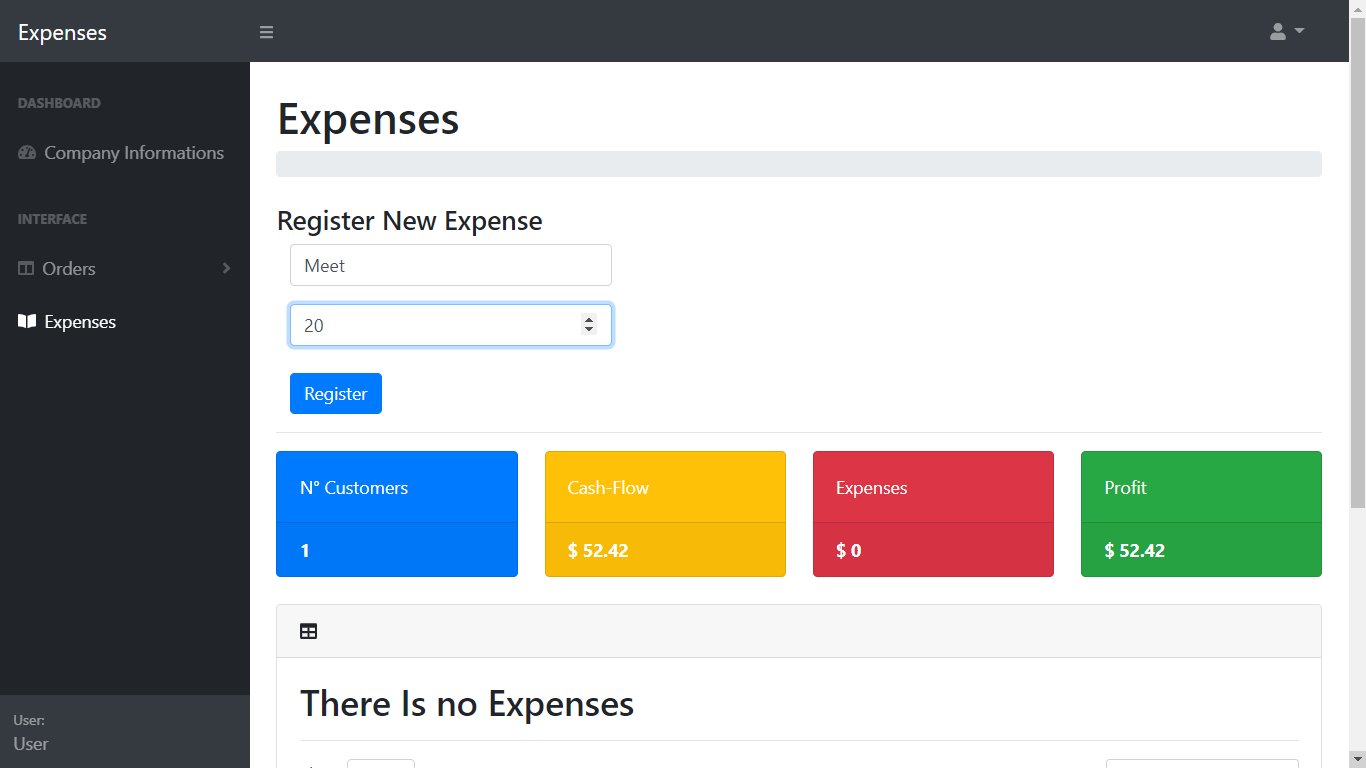 Expenses
DASHBOARD
Company Informations
INTERFACE
Orders
Expenses
User:
User
Expenses
Register New Expense
Meet
20
Register
N° Customers
1
Cash-Flow
$ 52.42
Expenses
$ 0
Profit
$ 52.42
There Is no Expenses